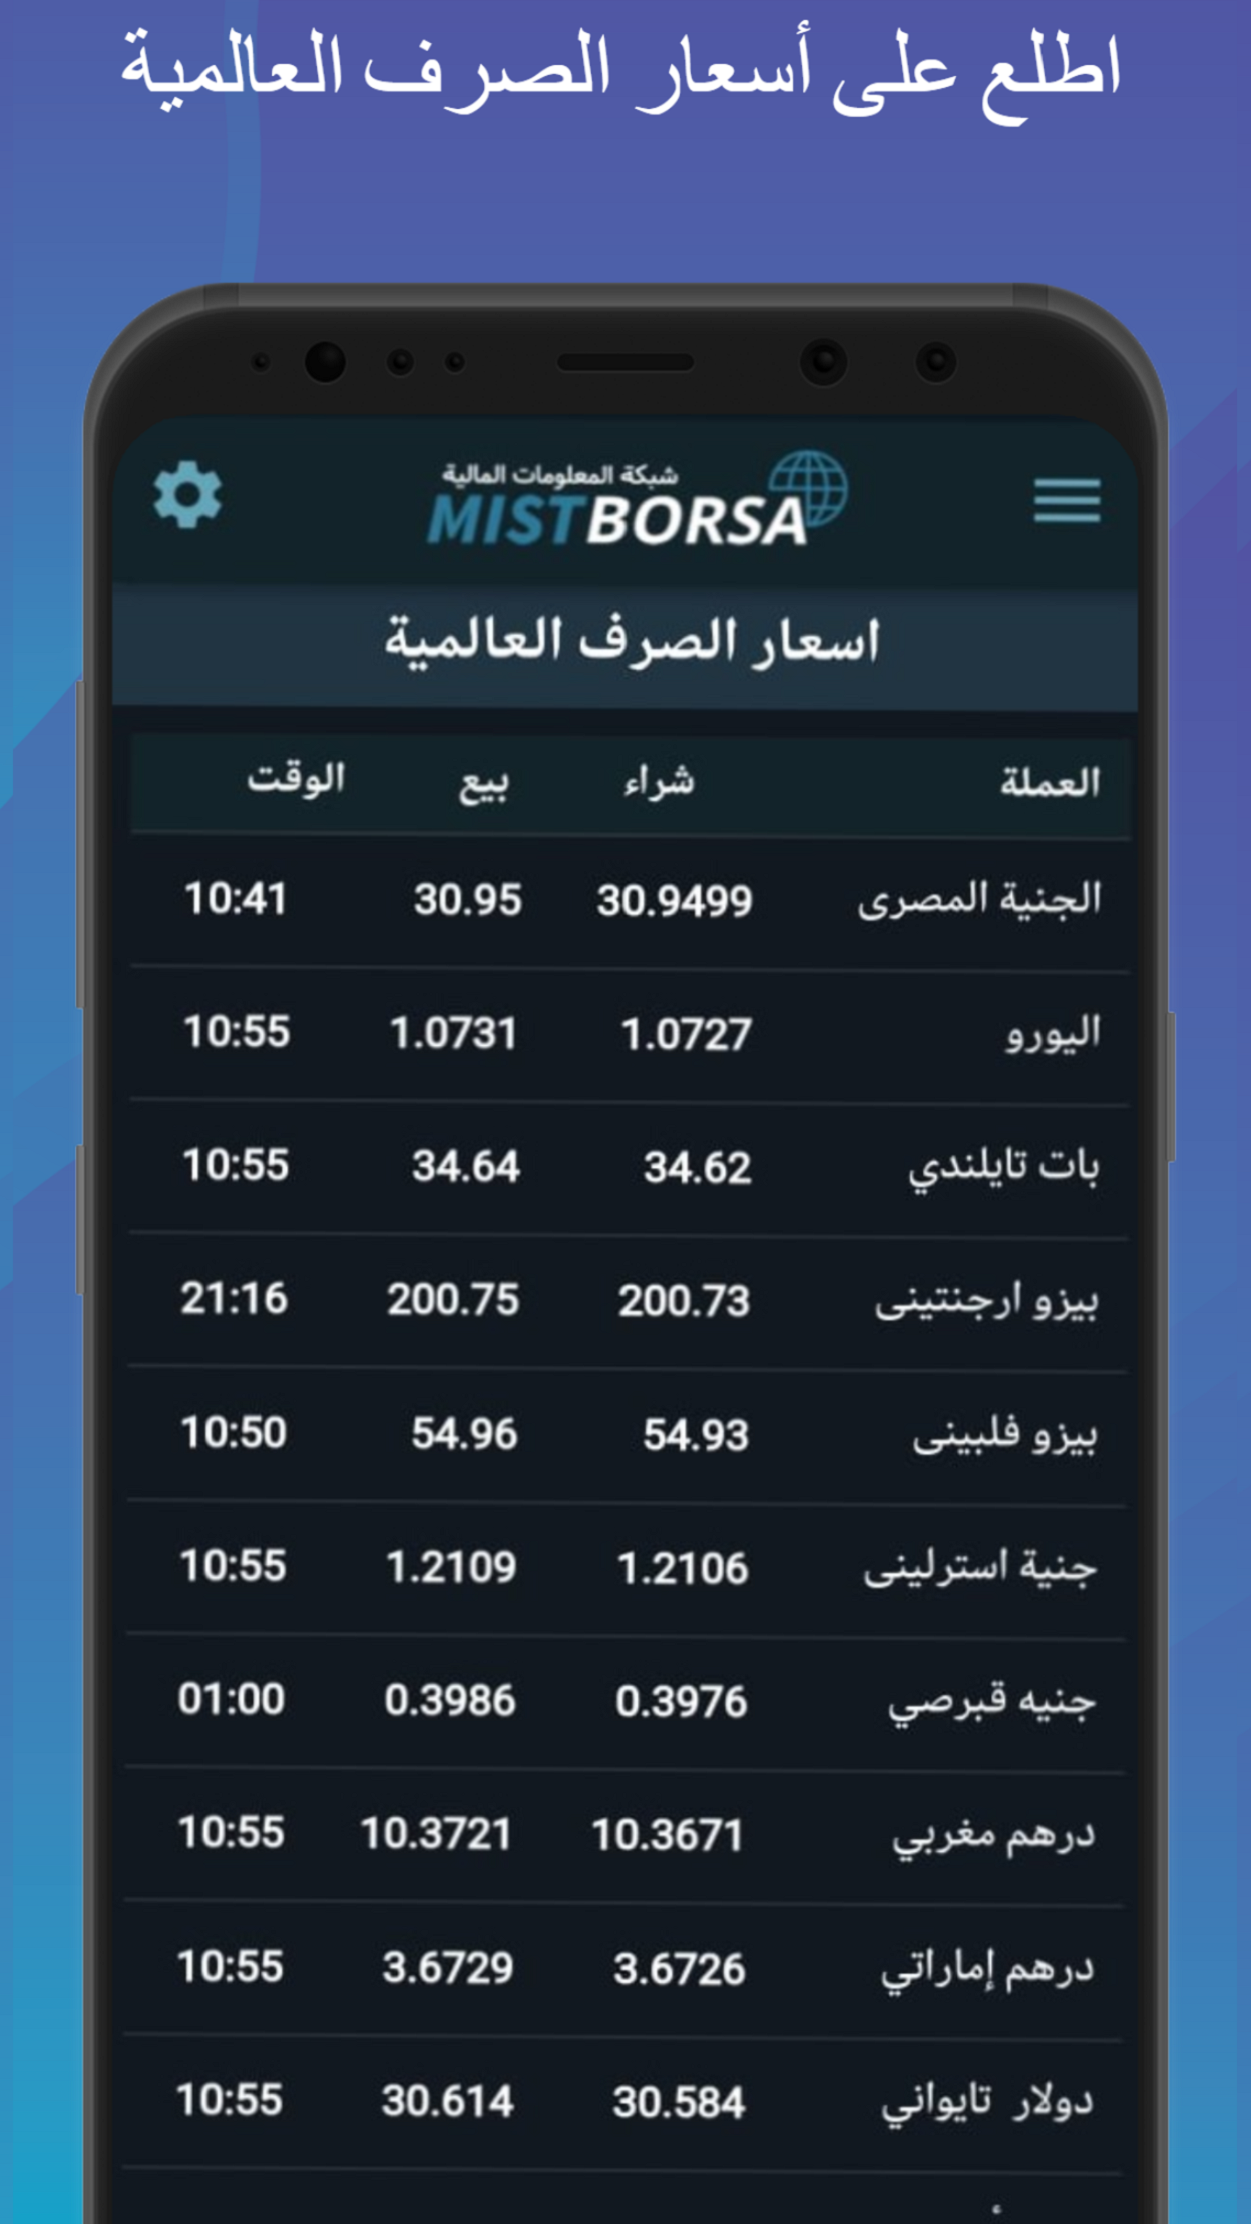 اطلع على أسعار الصرف العالمية
شبكة المعلومات المالية
MISTBORSA
اسعار الصرف العالمية
العملة شراء بيع الوقت
الجنية المصرى 30.9499 30.95 10:41
اليورو 1.0727 1.0731 10:55
بات تايلندي 34.62 34.64 10:55
بيزو ارجنتينى 200.73 200.75 21:16
بيزو فلبينى 54.93 54.96 10:50
جنية استرلينى 1.2106 1.2109 10:55
جنيه قبرصي 0.3976 0.3986 01:00
درهم مغربي 10.3671 10.3721 10:55
درهم إماراتي 3.6726 3.6729 10:55
دولار تايواني 30.584 30.614 10:55